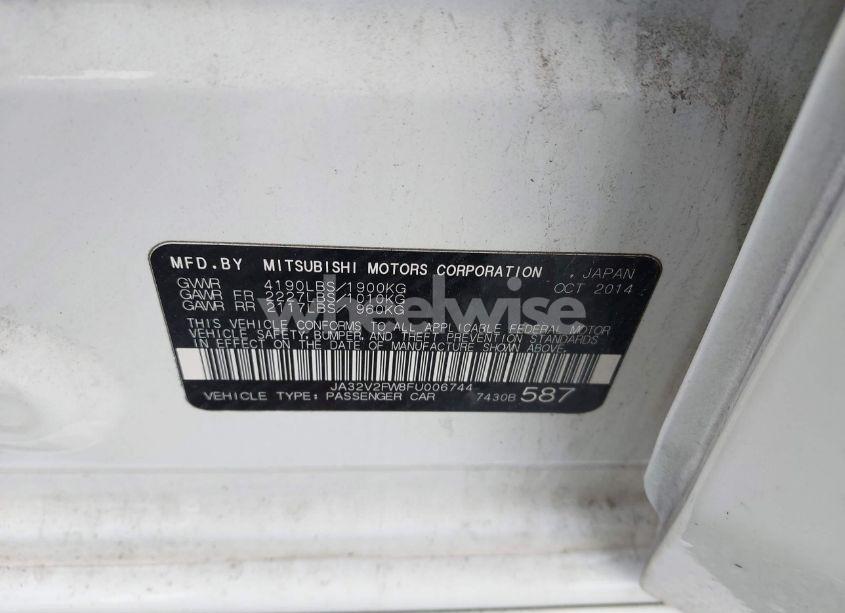 MFD.BY MITSUBISHI MOTORS CORPORATION , JAPAN
GVWR 4190LBS/1900KG OCT 2014
GAWR FR 2227LBS/1010KG
GAWR RR 2117LBS/ 960KG
wheelwise
THIS VEHICLE CONFORMS TO ALL APPLICABLE FEDERAL MOTOR
VEHICLE SAFETY, BUMPER, AND THEFT PREVENTION STANDARDS
IN EFFECT ON THE DATE OF MANUFACTURE SHOWN ABOVE.
JA32V2FW8FU006744
VEHICLE TYPE: PASSENGER CAR 7430B 587